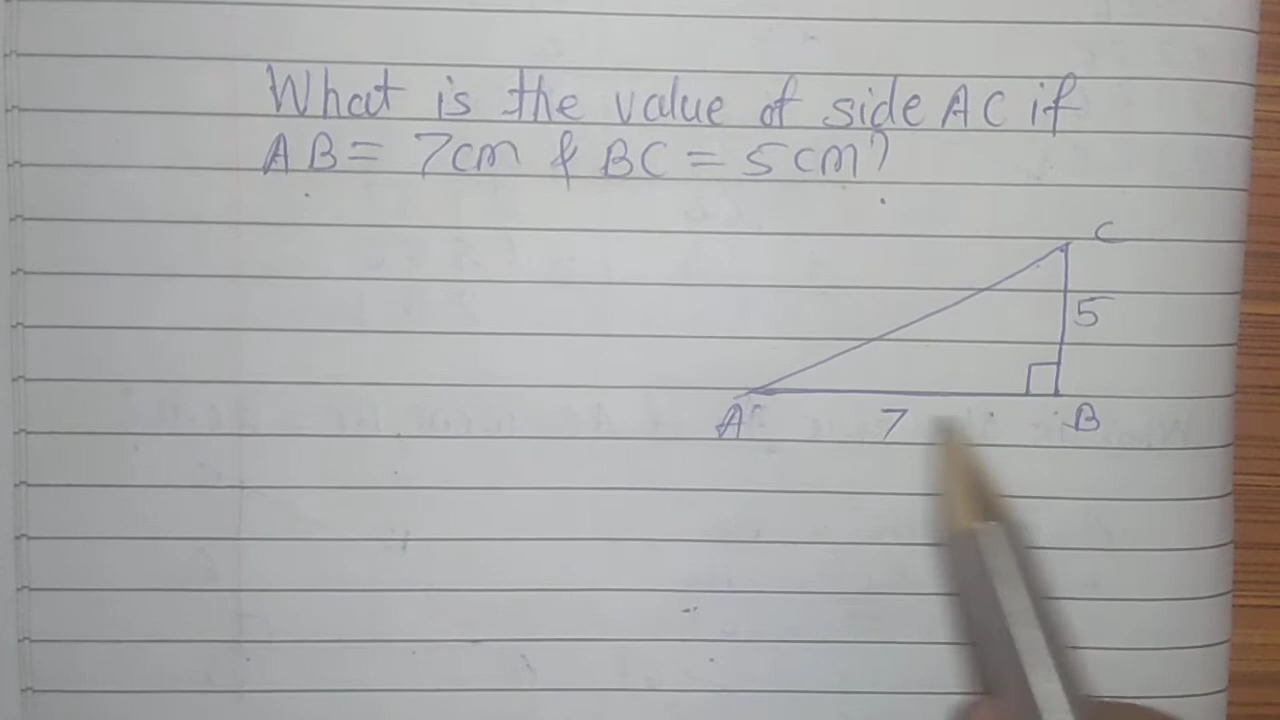 What is the value of side AC if
AB = 7cm & BC = 5cm?
C
5
A
7
B